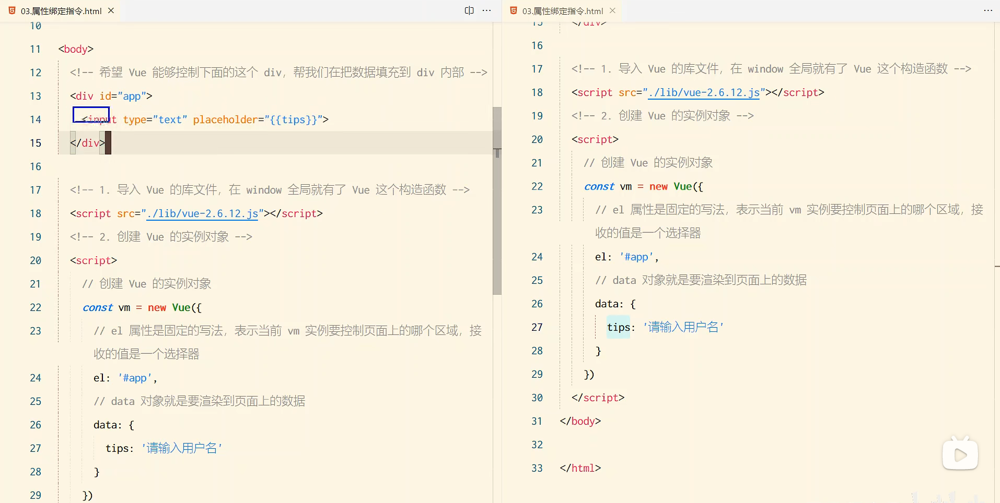 03.属性绑定指令.html
10
11 <body>
12 <!-- 希望 Vue 能够控制下面的这个 div，帮我们在把数据填充到 div 内部 -->
13 <div id="app">
14 <input type="text" placeholder="{{tips}}">
15 </div>
16
17 <!-- 1. 导入 Vue 的库文件，在 window 全局就有了 Vue 这个构造函数 -->
18 <script src="./lib/vue-2.6.12.js"></script>
19 <!-- 2. 创建 Vue 的实例对象 -->
20 <script>
21 // 创建 Vue 的实例对象
22 const vm = new Vue({
23 // el 属性是固定的写法，表示当前 vm 实例要控制页面上的哪个区域，接
收的值是一个选择器
24 el: '#app',
25 // data 对象就是要渲染到页面上的数据
26 data: {
27 tips: '请输入用户名'
28 }
29 })
03.属性绑定指令.html
15 </div>
16
17 <!-- 1. 导入 Vue 的库文件，在 window 全局就有了 Vue 这个构造函数 -->
18 <script src="./lib/vue-2.6.12.js"></script>
19 <!-- 2. 创建 Vue 的实例对象 -->
20 <script>
21 // 创建 Vue 的实例对象
22 const vm = new Vue({
23 // el 属性是固定的写法，表示当前 vm 实例要控制页面上的哪个区域，接
收的值是一个选择器
24 el: '#app',
25 // data 对象就是要渲染到页面上的数据
26 data: {
27 tips: '请输入用户名'
28 }
29 })
30 </script>
31 </body>
32
33 </html>